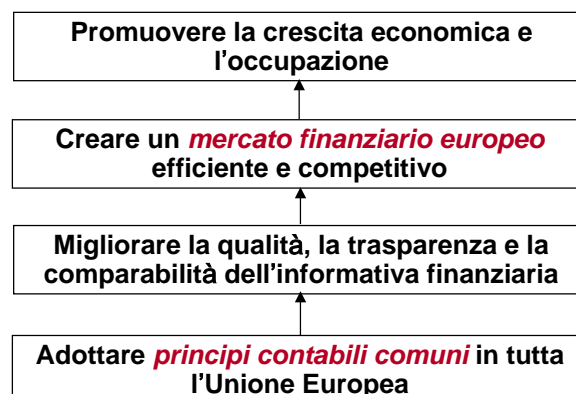 Promuovere la crescita economica e
l'occupazione
Creare un mercato finanziario europeo
efficiente e competitivo
Migliorare la qualità, la trasparenza e la
comparabilità dell'informativa finanziaria
Adottare principi contabili comuni in tutta
l'Unione Europea